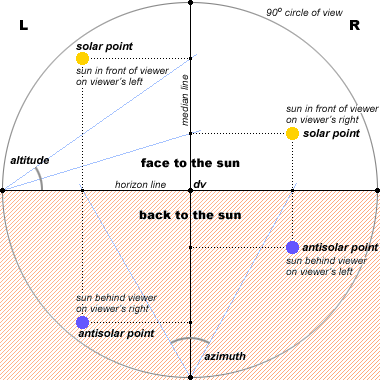 90° circle of view
L
R
solar point
sun in front of viewer
on viewer's left
median line
sun in front of viewer
on viewer's right
solar point
altitude
face to the sun
horizon line
dv
back to the sun
antisolar point
sun behind viewer
on viewer's left
sun behind viewer
on viewer's right
antisolar point
azimuth